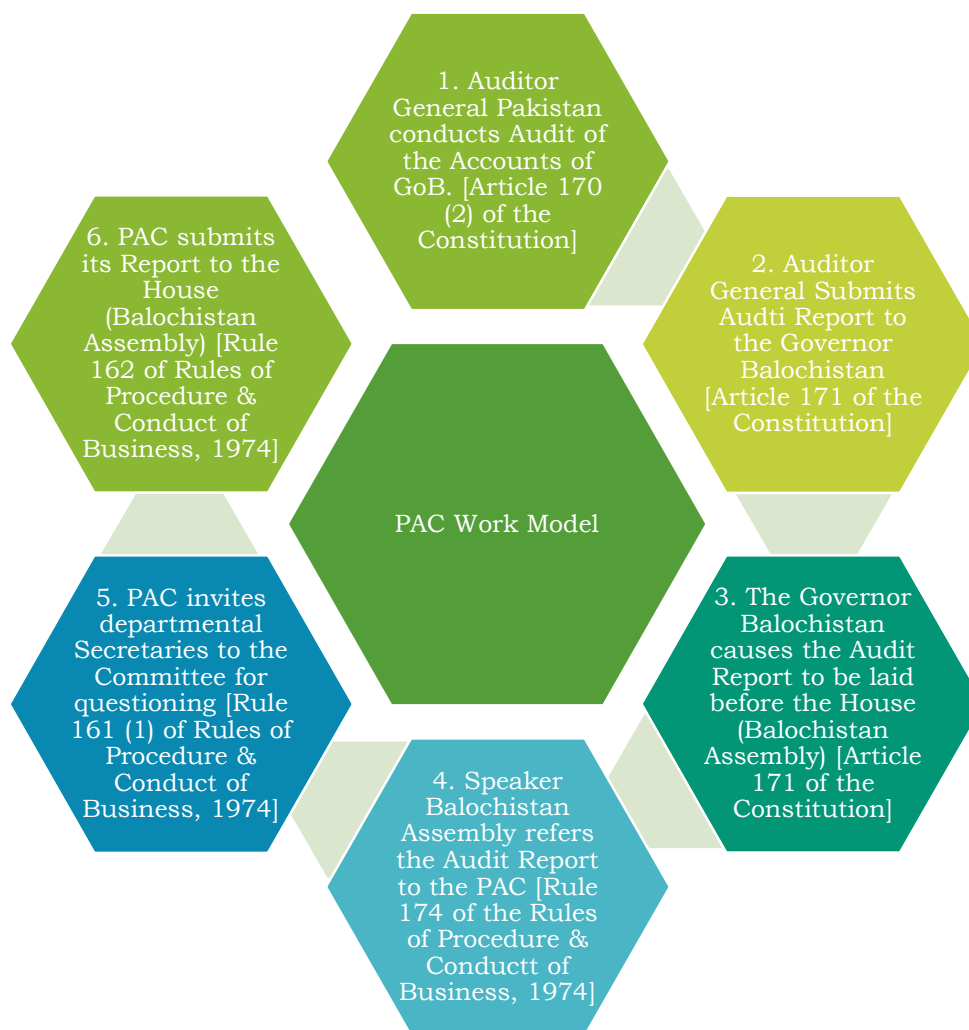 1. Auditor
General Pakistan
conducts Audit of
the Accounts of
GoB. [Article 170
(2) of the
Constitution]
2. Auditor
General Submits
Audti Report to
the Governor
Balochistan
[Article 171 of the
Constitution]
3. The Governor
Balochistan
causes the Audit
Report to be laid
before the House
(Balochistan
Assembly) [Article
171 of the
Constitution]
4. Speaker
Balochistan
Assembly refers
the Audit Report
to the PAC [Rule
174 of the Rules
of Procedure &
Conductt of
Business, 1974]
5. PAC invites
departmental
Secretaries to the
Committee for
questioning [Rule
161 (1) of Rules of
Procedure &
Conduct of
Business, 1974]
6. PAC submits
its Report to the
House
(Balochistan
Assembly) [Rule
162 of Rules of
Procedure &
Conduct of
Business, 1974]
PAC Work Model